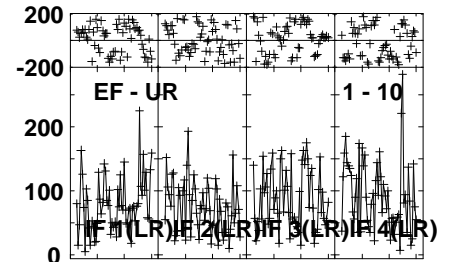 200
-200
EF - UR 1 - 10
200
100
IF 1(LR) IF 2(LR) IF 3(LR) IF 4(LR)
0